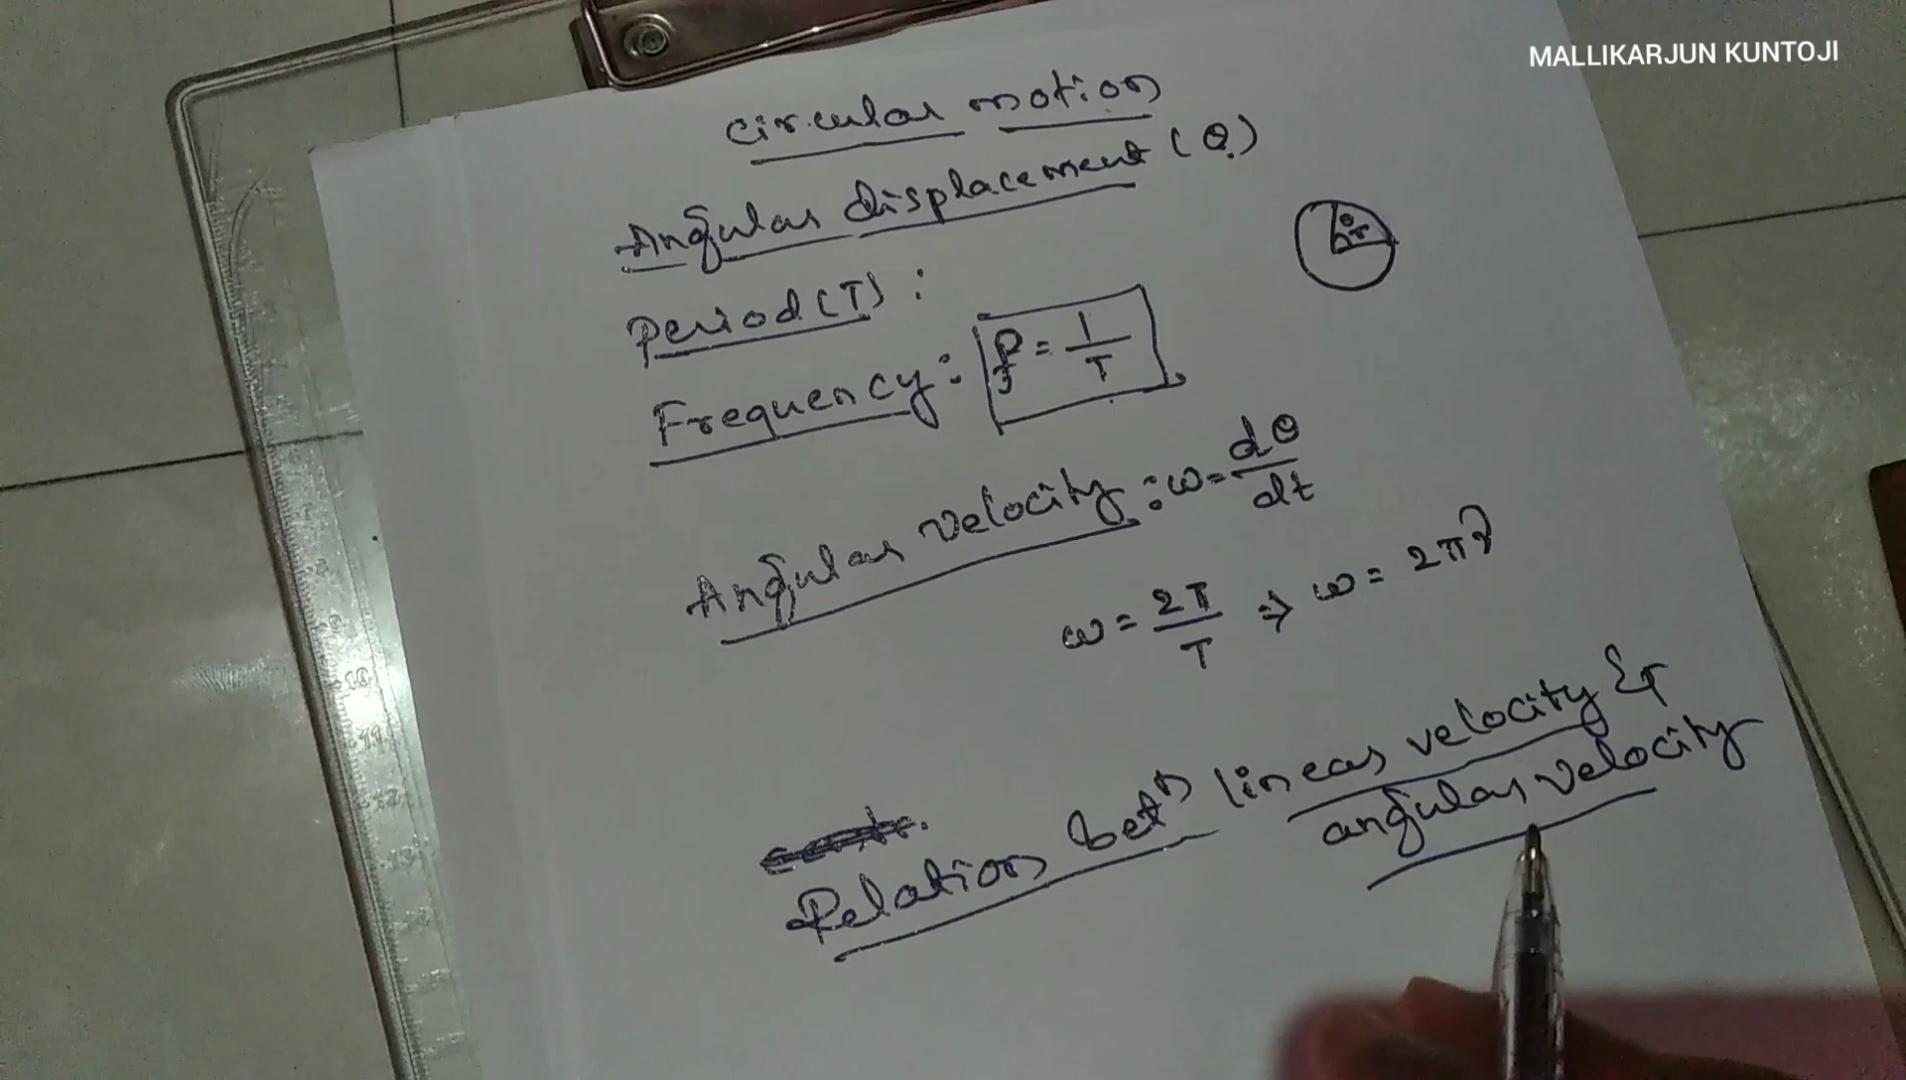 MALLIKARJUN KUNTOJI
circular motion
Angular displacement (θ)
θ
r
Period (T) :
Frequency : f = 1/T
Angular velocity : ω = dθ/dt
ω = 2π/T ⇒ ω = 2πν
Relation betn linear velocity &
angular velocity